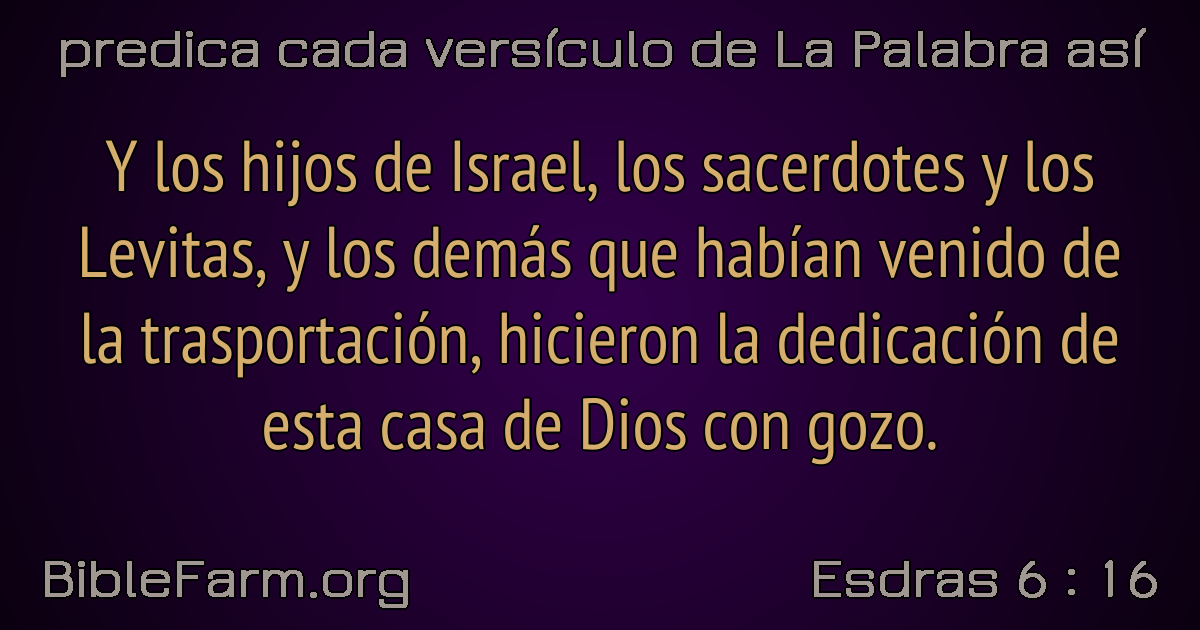 predica cada versículo de La Palabra así
Y los hijos de Israel, los sacerdotes y los
Levitas, y los demás que habían venido de
la trasportación, hicieron la dedicación de
esta casa de Dios con gozo.
BibleFarm.org
Esdras 6 : 16